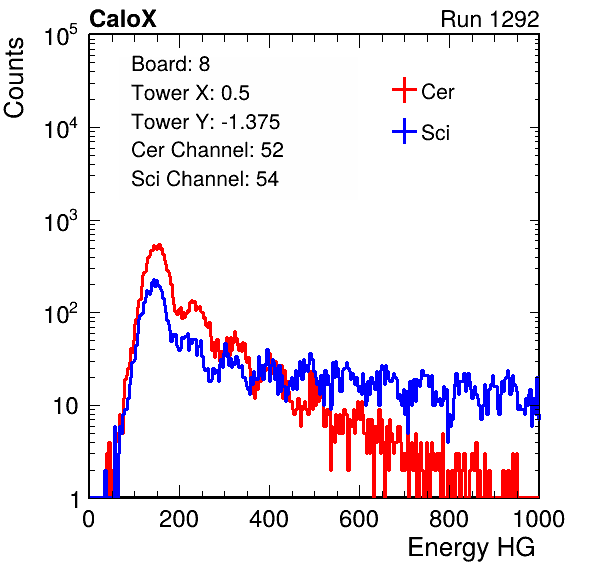 CaloX Run 1292
Counts
10^5
10^4
10^3
10^2
10
1
Board: 8
Tower X: 0.5
Tower Y: -1.375
Cer Channel: 52
Sci Channel: 54
Cer
Sci
0 200 400 600 800 1000
Energy HG